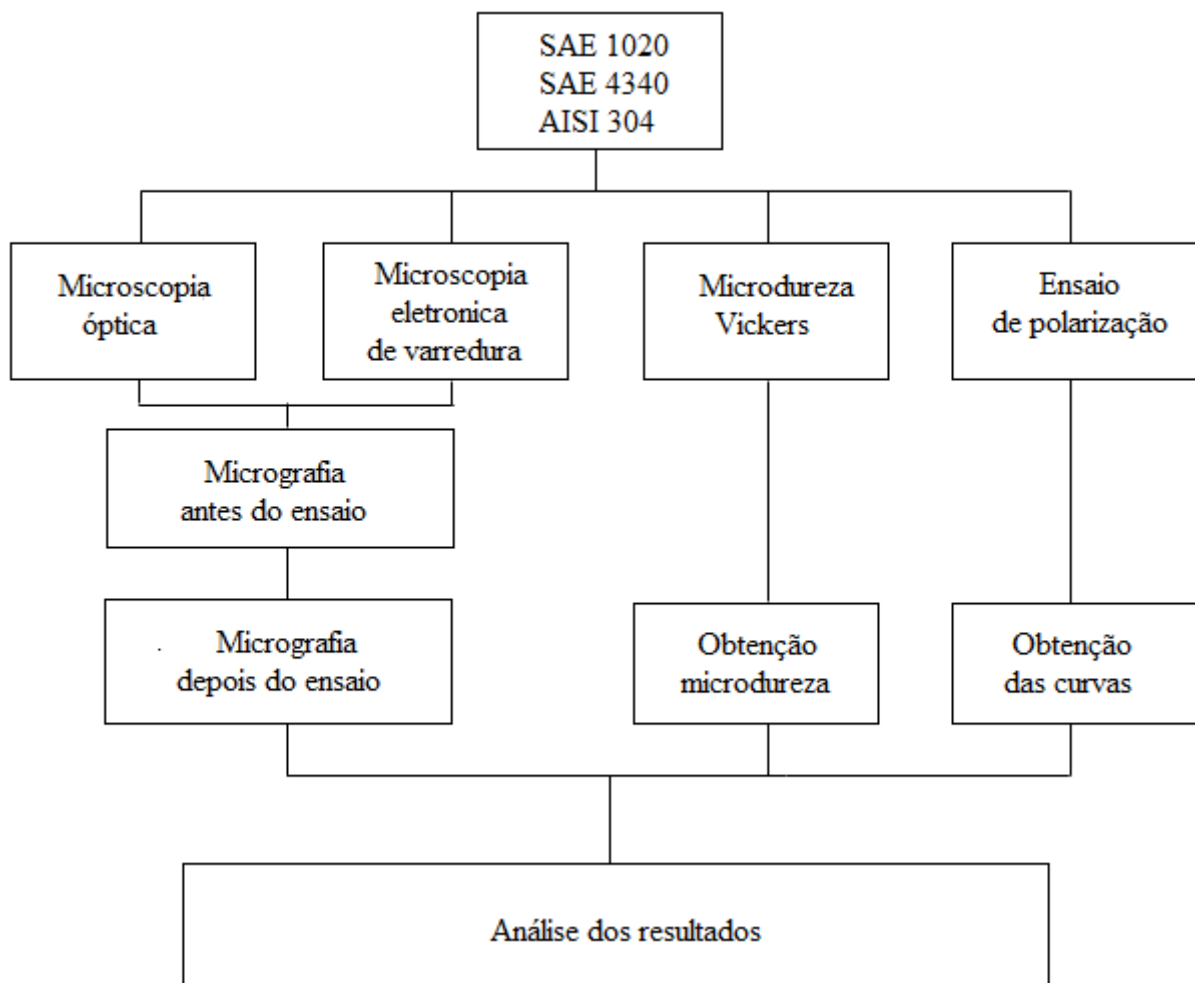 SAE 1020
SAE 4340
AISI 304
Microscopia
óptica
Microscopia
eletronica
de varredura
Microdureza
Vickers
Ensaio
de polarização
Micrografia
antes do ensaio
Micrografia
depois do ensaio
Obtenção
microdureza
Obtenção
das curvas
Análise dos resultados